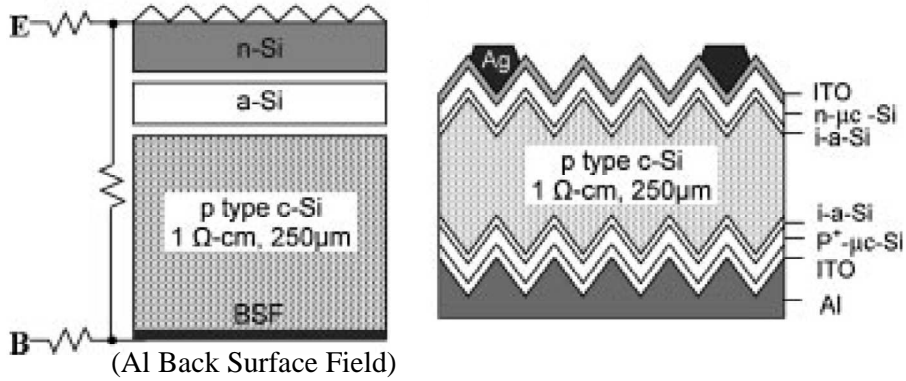 E
n-Si
a-Si
p type c-Si
1 Ω-cm, 250μm
BSF
B
(Al Back Surface Field)
Ag
ITO
n-μc -Si
i-a-Si
p type c-Si
1 Ω-cm, 250μm
i-a-Si
P⁺-μc-Si
ITO
Al